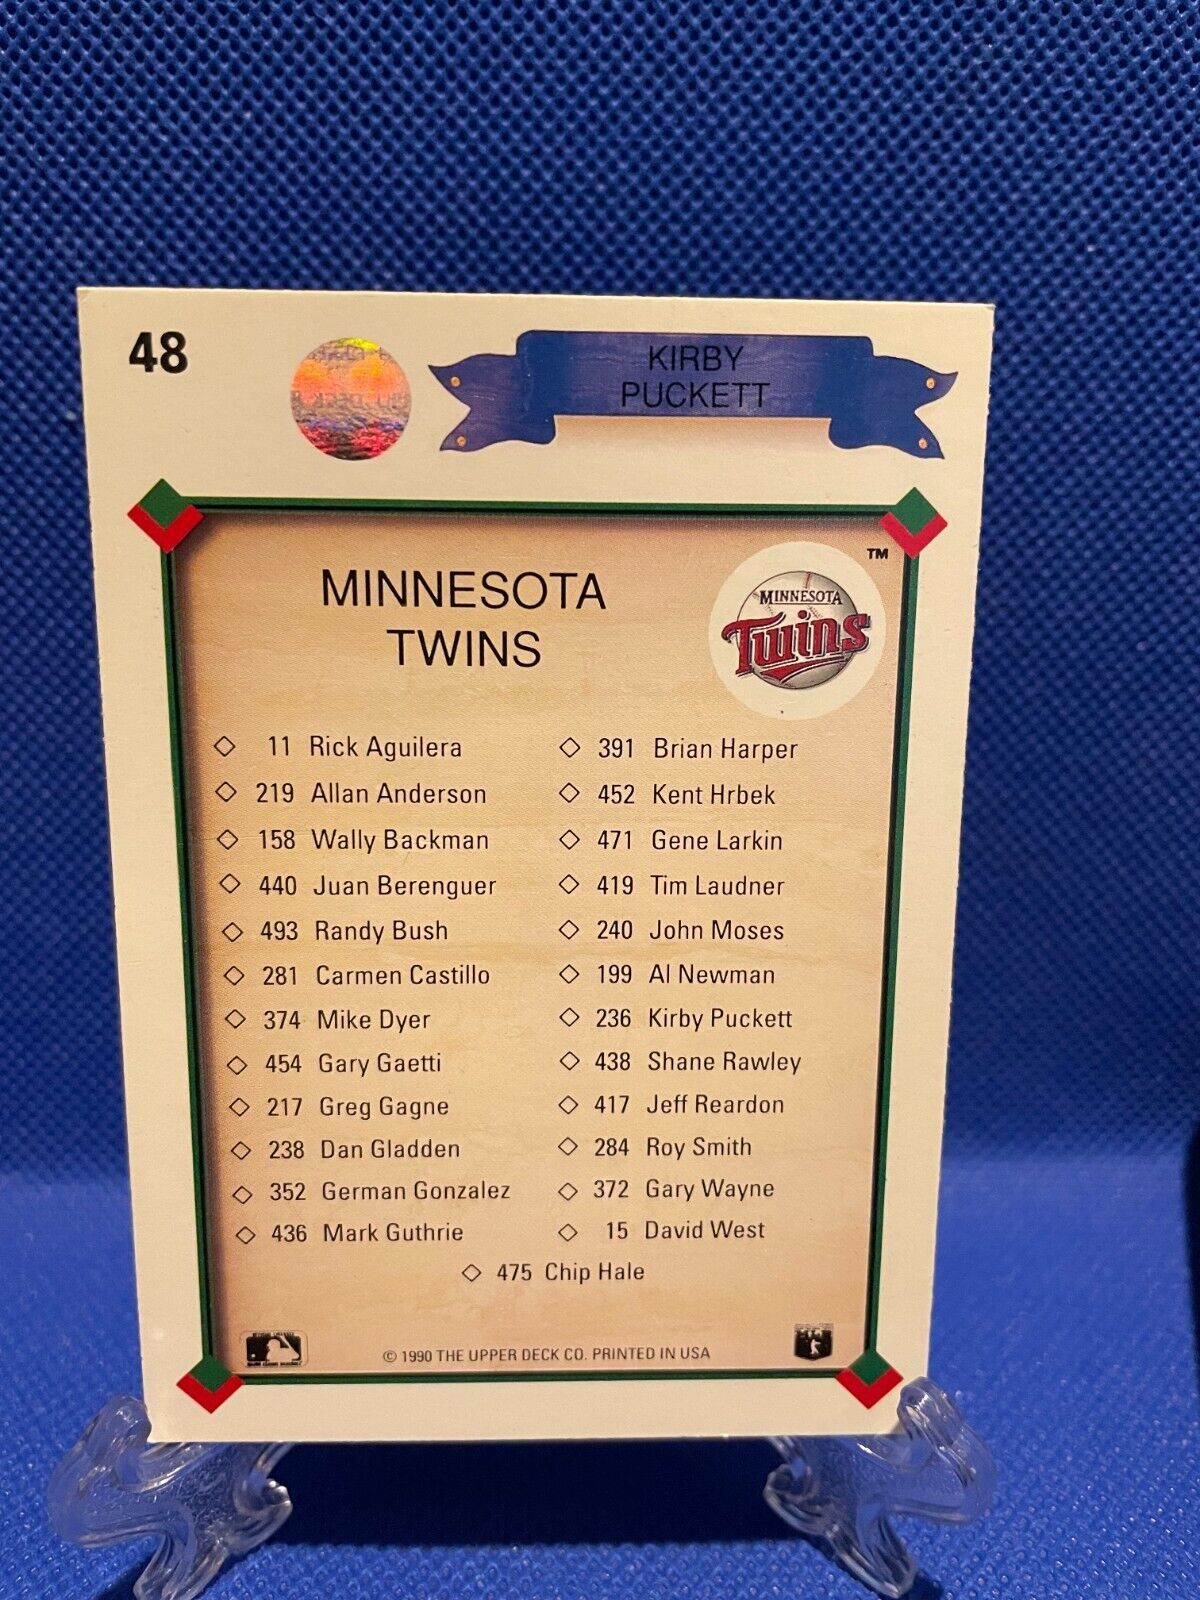 48
KIRBY
PUCKETT
MINNESOTA
TWINS
TM
MINNESOTA
Twins
11 Rick Aguilera
219 Allan Anderson
158 Wally Backman
440 Juan Berenguer
493 Randy Bush
281 Carmen Castillo
374 Mike Dyer
454 Gary Gaetti
217 Greg Gagne
238 Dan Gladden
352 German Gonzalez
436 Mark Guthrie
391 Brian Harper
452 Kent Hrbek
471 Gene Larkin
419 Tim Laudner
240 John Moses
199 Al Newman
236 Kirby Puckett
438 Shane Rawley
417 Jeff Reardon
284 Roy Smith
372 Gary Wayne
15 David West
475 Chip Hale
© 1990 THE UPPER DECK CO. PRINTED IN USA